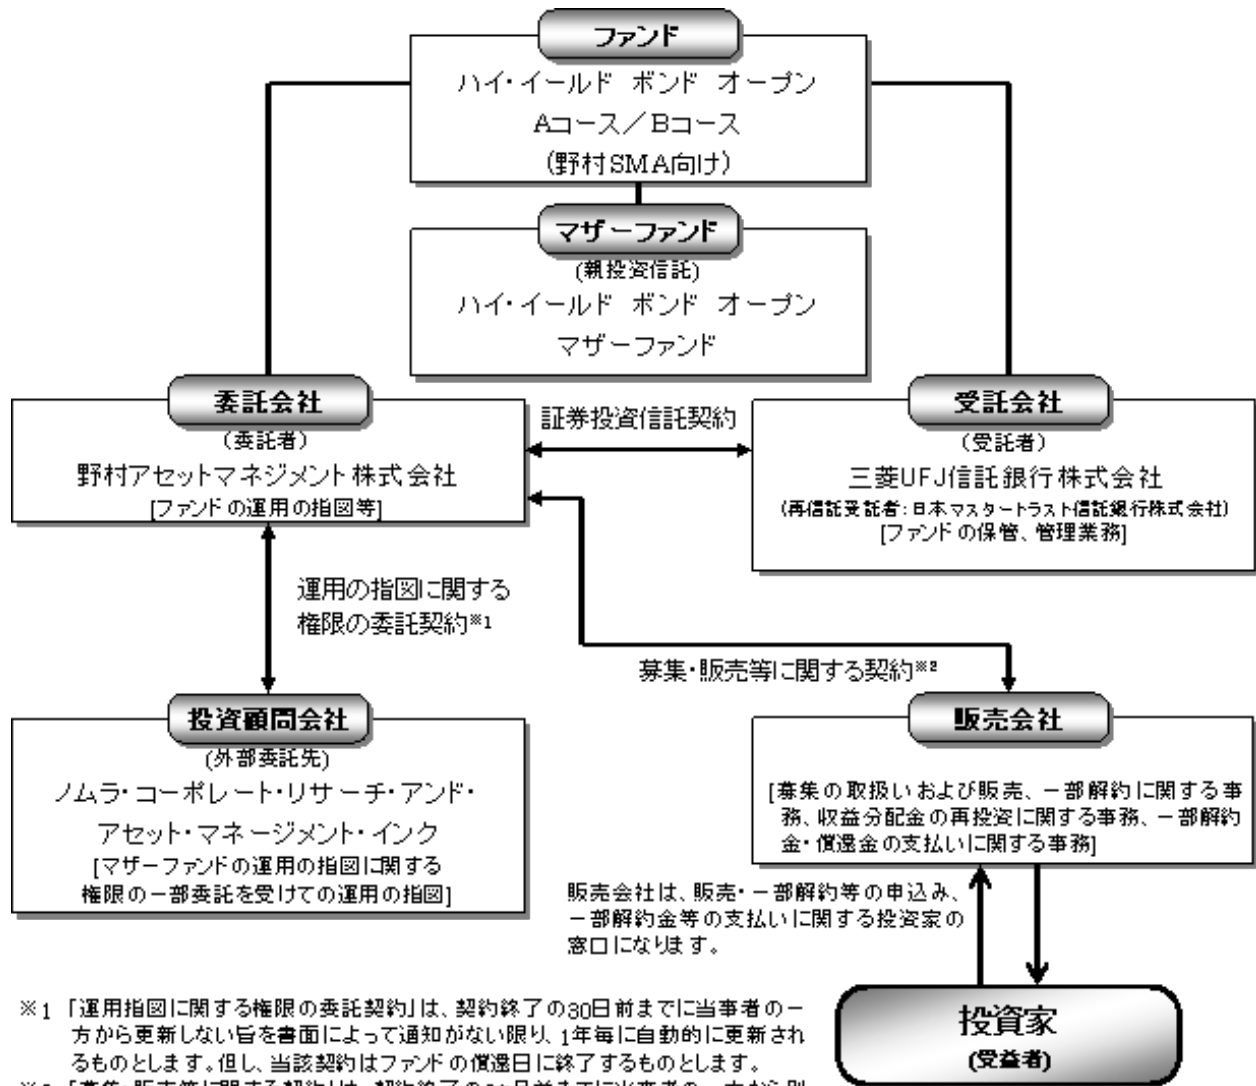 ファンド
ハイ・イールド ボンド オープン
Aコース／Bコース
(野村SMA向け)
マザーファンド
(親投資信託)
ハイ・イールド ボンド オープン
マザーファンド
委託会社
(委託者)
野村アセットマネジメント株式会社
[ファンドの運用の指図等]
証券投資信託契約
受託会社
(受託者)
三菱UFJ信託銀行株式会社
(再信託受託者:日本マスタートラスト信託銀行株式会社)
[ファンドの保管、管理業務]
運用の指図に関する
権限の委託契約※1
募集・販売等に関する契約※2
投資顧問会社
(外部委託先)
ノムラ・コーポレート・リサーチ・アンド・
アセット・マネージメント・インク
[マザーファンドの運用の指図に関する
権限の一部委託を受けての運用の指図]
販売会社
[募集の取扱いおよび販売、一部解約に関する事
務、収益分配金の再投資に関する事務、一部解約
金・償還金の支払いに関する事務]
販売会社は、販売・一部解約等の申込み、
一部解約金等の支払いに関する投資家の
窓口になります。
投資家
(受益者)
※1 「運用指図に関する権限の委託契約」は、契約終了の30日前までに当事者の一
方から更新しない旨を書面によって通知がない限り、1年毎に自動的に更新され
るものとします。但し、当該契約はファンドの償還日に終了するものとします。